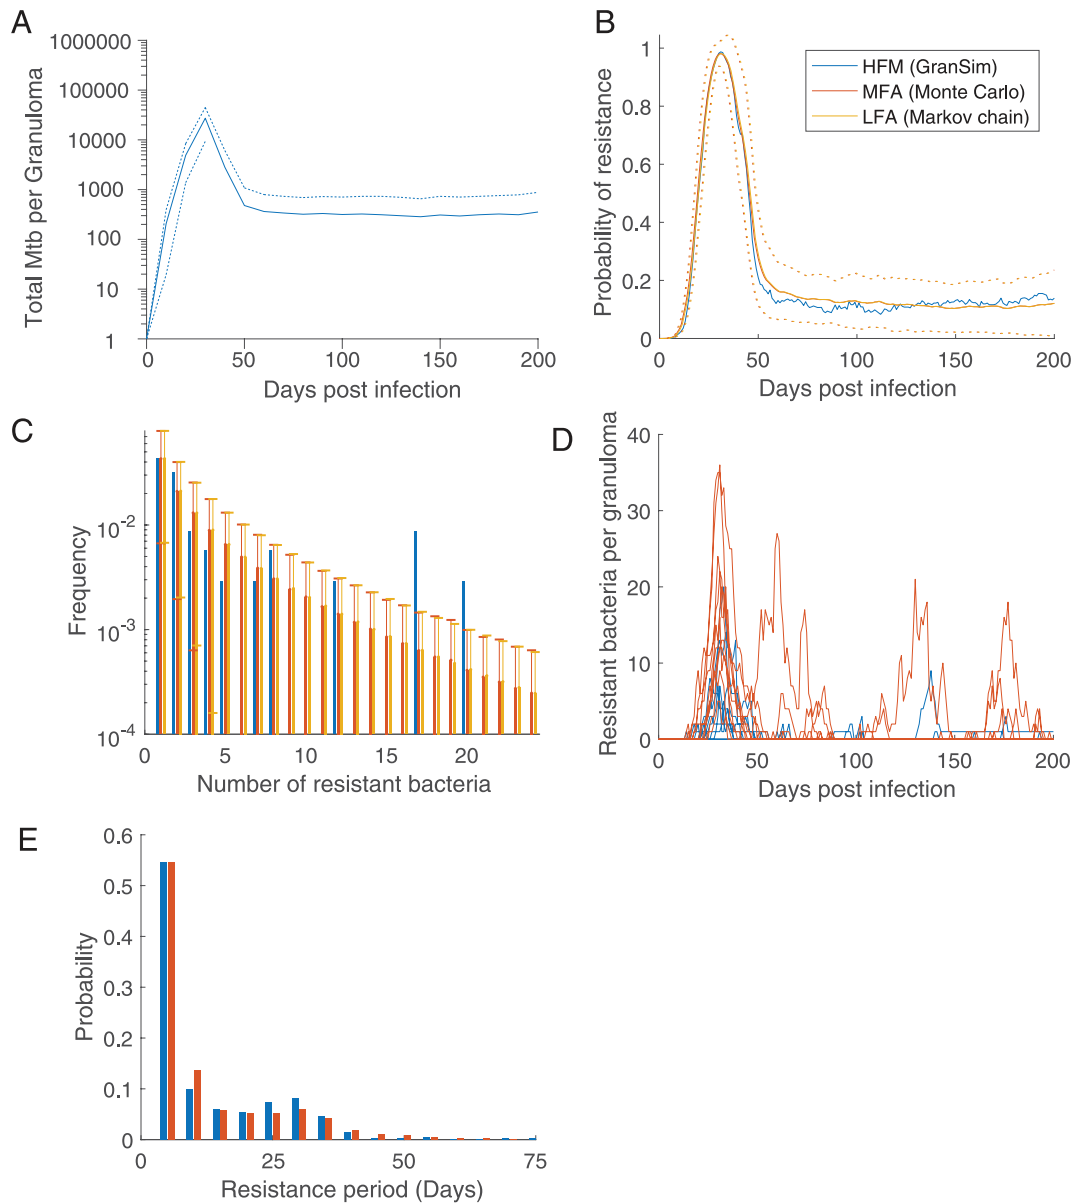 A
Total Mtb per Granuloma
1000000
100000
10000
1000
100
10
1
0 50 100 150 200
Days post infection
B
Probability of resistance
1
0.8
0.6
0.4
0.2
0
0 50 100 150 200
Days post infection
HFM (GranSim)
MFA (Monte Carlo)
LFA (Markov chain)
C
Frequency
10-2
10-3
10-4
0 5 10 15 20
Number of resistant bacteria
D
Resistant bacteria per granuloma
40
30
20
10
0
0 50 100 150 200
Days post infection
E
Probability
0.6
0.5
0.4
0.3
0.2
0.1
0
0 25 50 75
Resistance period (Days)